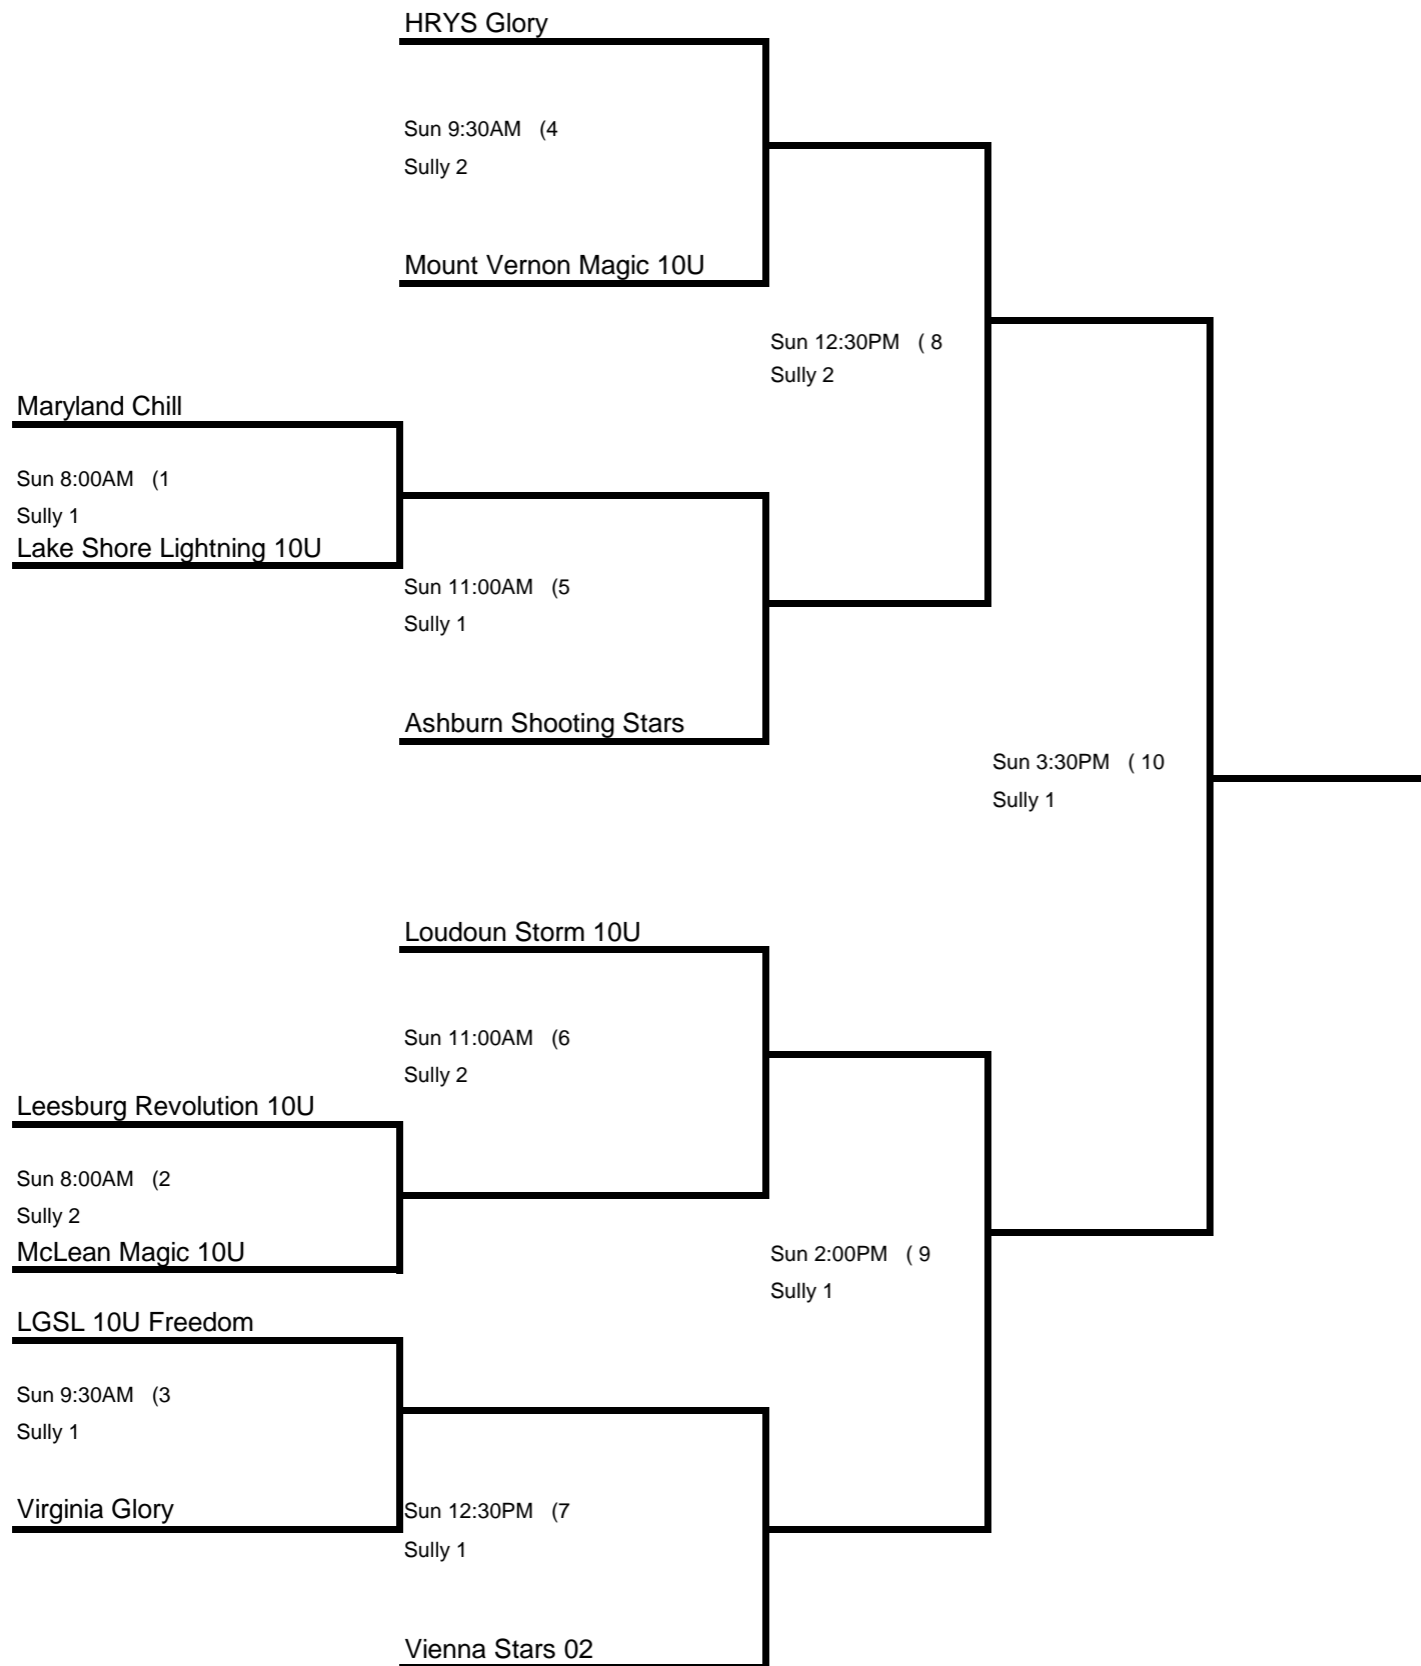 HRYS Glory
Sun 9:30AM (4
Sully 2
Mount Vernon Magic 10U
Sun 12:30PM ( 8
Sully 2
Maryland Chill
Sun 8:00AM (1
Sully 1
Lake Shore Lightning 10U
Sun 11:00AM (5
Sully 1
Ashburn Shooting Stars
Sun 3:30PM ( 10
Sully 1
Loudoun Storm 10U
Sun 11:00AM (6
Sully 2
Leesburg Revolution 10U
Sun 8:00AM (2
Sully 2
McLean Magic 10U
Sun 2:00PM ( 9
Sully 1
LGSL 10U Freedom
Sun 9:30AM (3
Sully 1
Virginia Glory
Sun 12:30PM (7
Sully 1
Vienna Stars 02